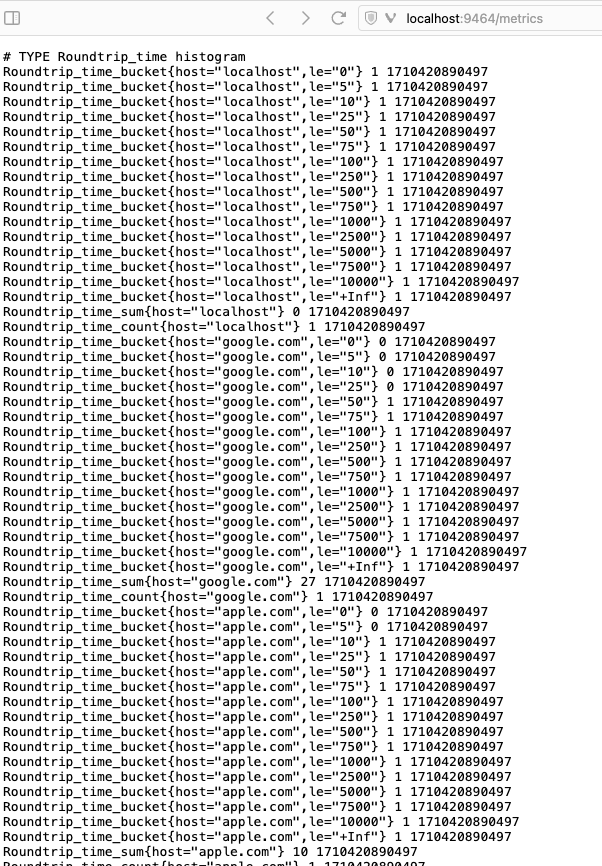 localhost:9464/metrics
# TYPE Roundtrip_time histogram
Roundtrip_time_bucket{host="localhost",le="0"} 1 1710420890497
Roundtrip_time_bucket{host="localhost",le="5"} 1 1710420890497
Roundtrip_time_bucket{host="localhost",le="10"} 1 1710420890497
Roundtrip_time_bucket{host="localhost",le="25"} 1 1710420890497
Roundtrip_time_bucket{host="localhost",le="50"} 1 1710420890497
Roundtrip_time_bucket{host="localhost",le="75"} 1 1710420890497
Roundtrip_time_bucket{host="localhost",le="100"} 1 1710420890497
Roundtrip_time_bucket{host="localhost",le="250"} 1 1710420890497
Roundtrip_time_bucket{host="localhost",le="500"} 1 1710420890497
Roundtrip_time_bucket{host="localhost",le="750"} 1 1710420890497
Roundtrip_time_bucket{host="localhost",le="1000"} 1 1710420890497
Roundtrip_time_bucket{host="localhost",le="2500"} 1 1710420890497
Roundtrip_time_bucket{host="localhost",le="5000"} 1 1710420890497
Roundtrip_time_bucket{host="localhost",le="7500"} 1 1710420890497
Roundtrip_time_bucket{host="localhost",le="10000"} 1 1710420890497
Roundtrip_time_bucket{host="localhost",le="+Inf"} 1 1710420890497
Roundtrip_time_sum{host="localhost"} 0 1710420890497
Roundtrip_time_count{host="localhost"} 1 1710420890497
Roundtrip_time_bucket{host="google.com",le="0"} 0 1710420890497
Roundtrip_time_bucket{host="google.com",le="5"} 0 1710420890497
Roundtrip_time_bucket{host="google.com",le="10"} 0 1710420890497
Roundtrip_time_bucket{host="google.com",le="25"} 0 1710420890497
Roundtrip_time_bucket{host="google.com",le="50"} 1 1710420890497
Roundtrip_time_bucket{host="google.com",le="75"} 1 1710420890497
Roundtrip_time_bucket{host="google.com",le="100"} 1 1710420890497
Roundtrip_time_bucket{host="google.com",le="250"} 1 1710420890497
Roundtrip_time_bucket{host="google.com",le="500"} 1 1710420890497
Roundtrip_time_bucket{host="google.com",le="750"} 1 1710420890497
Roundtrip_time_bucket{host="google.com",le="1000"} 1 1710420890497
Roundtrip_time_bucket{host="google.com",le="2500"} 1 1710420890497
Roundtrip_time_bucket{host="google.com",le="5000"} 1 1710420890497
Roundtrip_time_bucket{host="google.com",le="7500"} 1 1710420890497
Roundtrip_time_bucket{host="google.com",le="10000"} 1 1710420890497
Roundtrip_time_bucket{host="google.com",le="+Inf"} 1 1710420890497
Roundtrip_time_sum{host="google.com"} 27 1710420890497
Roundtrip_time_count{host="google.com"} 1 1710420890497
Roundtrip_time_bucket{host="apple.com",le="0"} 0 1710420890497
Roundtrip_time_bucket{host="apple.com",le="5"} 0 1710420890497
Roundtrip_time_bucket{host="apple.com",le="10"} 1 1710420890497
Roundtrip_time_bucket{host="apple.com",le="25"} 1 1710420890497
Roundtrip_time_bucket{host="apple.com",le="50"} 1 1710420890497
Roundtrip_time_bucket{host="apple.com",le="75"} 1 1710420890497
Roundtrip_time_bucket{host="apple.com",le="100"} 1 1710420890497
Roundtrip_time_bucket{host="apple.com",le="250"} 1 1710420890497
Roundtrip_time_bucket{host="apple.com",le="500"} 1 1710420890497
Roundtrip_time_bucket{host="apple.com",le="750"} 1 1710420890497
Roundtrip_time_bucket{host="apple.com",le="1000"} 1 1710420890497
Roundtrip_time_bucket{host="apple.com",le="2500"} 1 1710420890497
Roundtrip_time_bucket{host="apple.com",le="5000"} 1 1710420890497
Roundtrip_time_bucket{host="apple.com",le="7500"} 1 1710420890497
Roundtrip_time_bucket{host="apple.com",le="10000"} 1 1710420890497
Roundtrip_time_bucket{host="apple.com",le="+Inf"} 1 1710420890497
Roundtrip_time_sum{host="apple.com"} 10 1710420890497
Roundtrip_time_count{host="apple.com"} 1 1710420890497